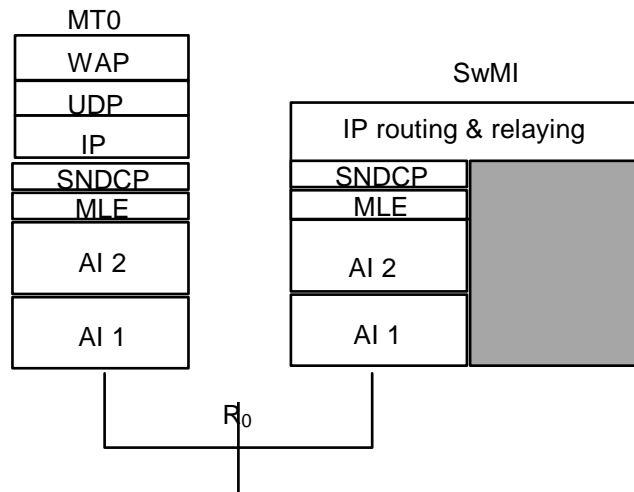 MT0
WAP
UDP
IP
SNDCP
MLE
AI 2
AI 1
SwMI
IP routing & relaying
SNDCP
MLE
AI 2
AI 1
R₀